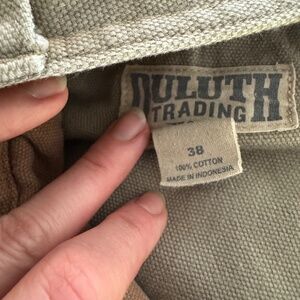 DULUTH
TRADING
38
100% COTTON
MADE IN INDONESIA